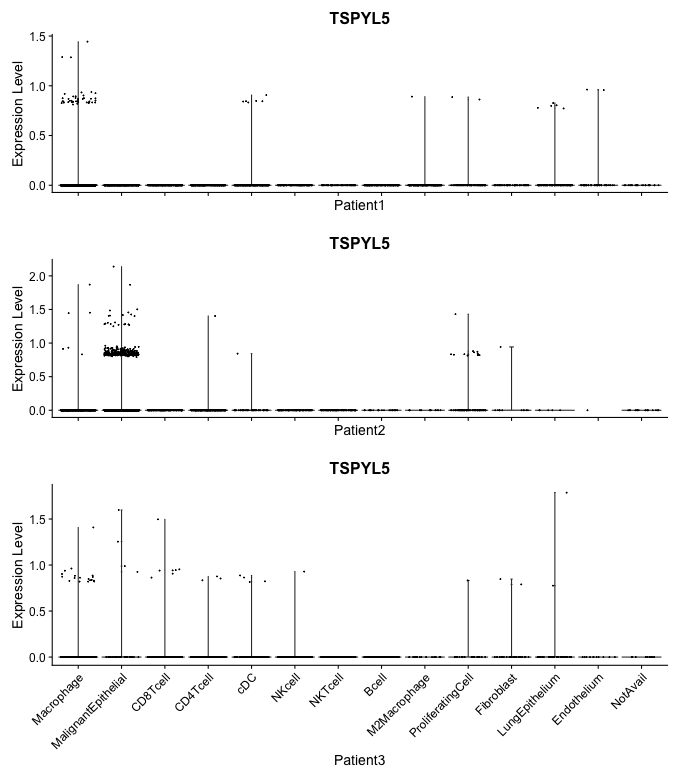 TSPYL5
Expression Level
1.5
1.0
0.5
0.0
Patient1
TSPYL5
Expression Level
2.0
1.5
1.0
0.5
0.0
Patient2
TSPYL5
Expression Level
1.5
1.0
0.5
0.0
Macrophage
MalignantEpithelial
CD8Tcell
CD4Tcell
cDC
NKcell
NKTcell
Bcell
M2Macrophage
ProliferatingCell
Fibroblast
LungEpithelium
Endothelium
NotAvail
Patient3